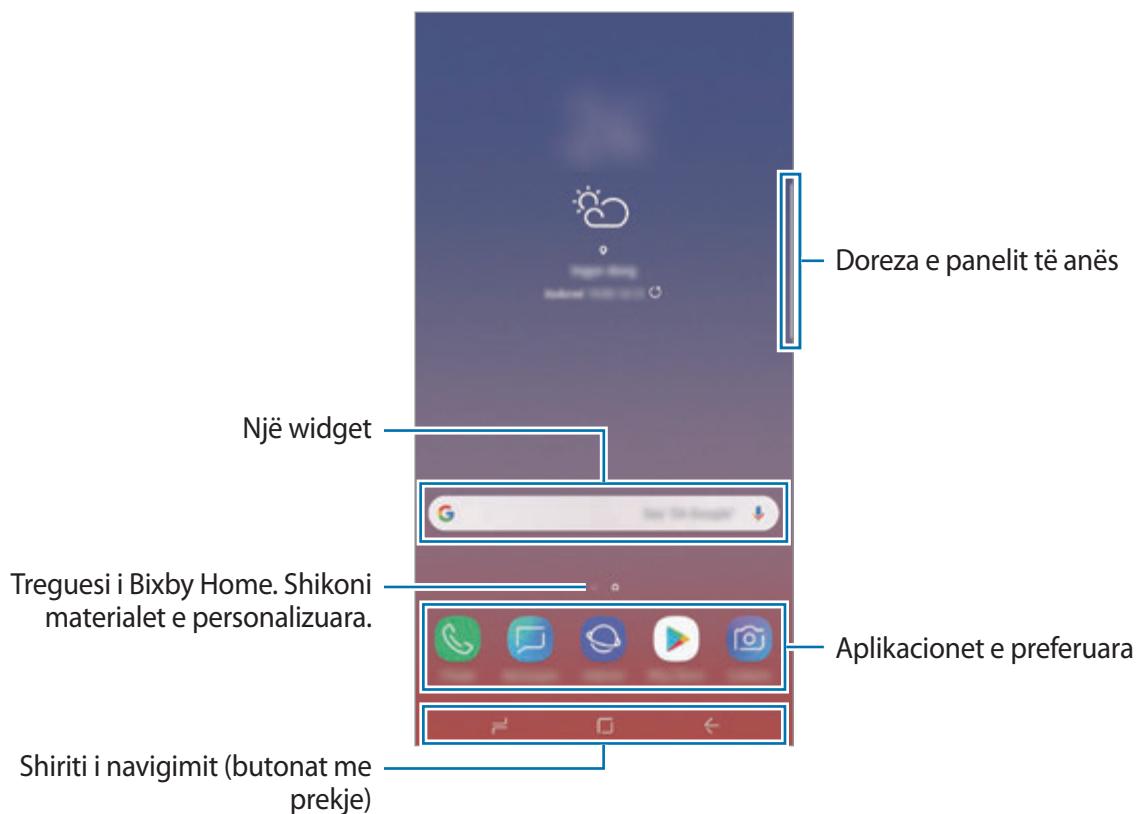 Doreza e panelit të anës
Një widget
Treguesi i Bixby Home. Shikoni
materialet e personalizuara.
Aplikacionet e preferuara
Shiriti i navigimit (butonat me
prekje)